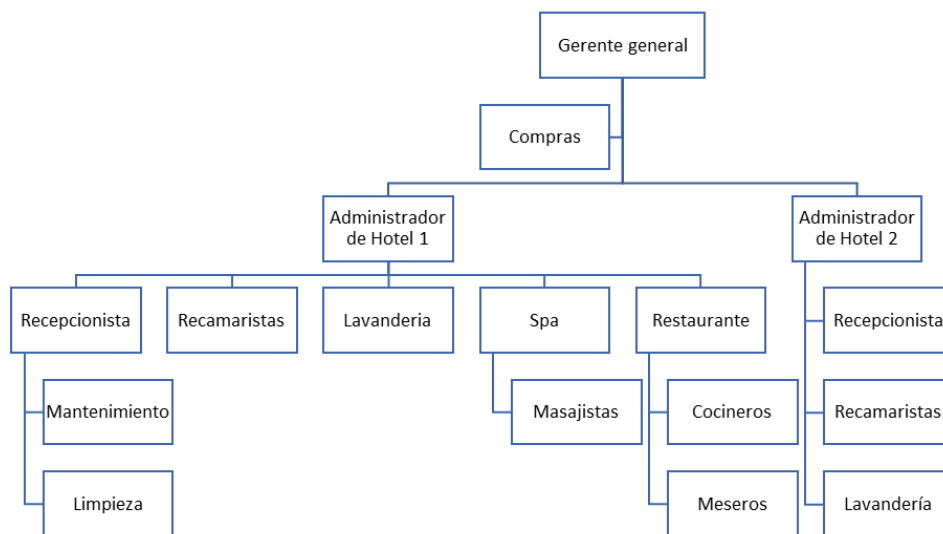 Gerente general
Compras
Administrador
de Hotel 1
Administrador
de Hotel 2
Recepcionista
Recamaristas
Lavanderia
Spa
Restaurante
Recepcionista
Mantenimiento
Masajistas
Cocineros
Recamaristas
Limpieza
Meseros
Lavandería